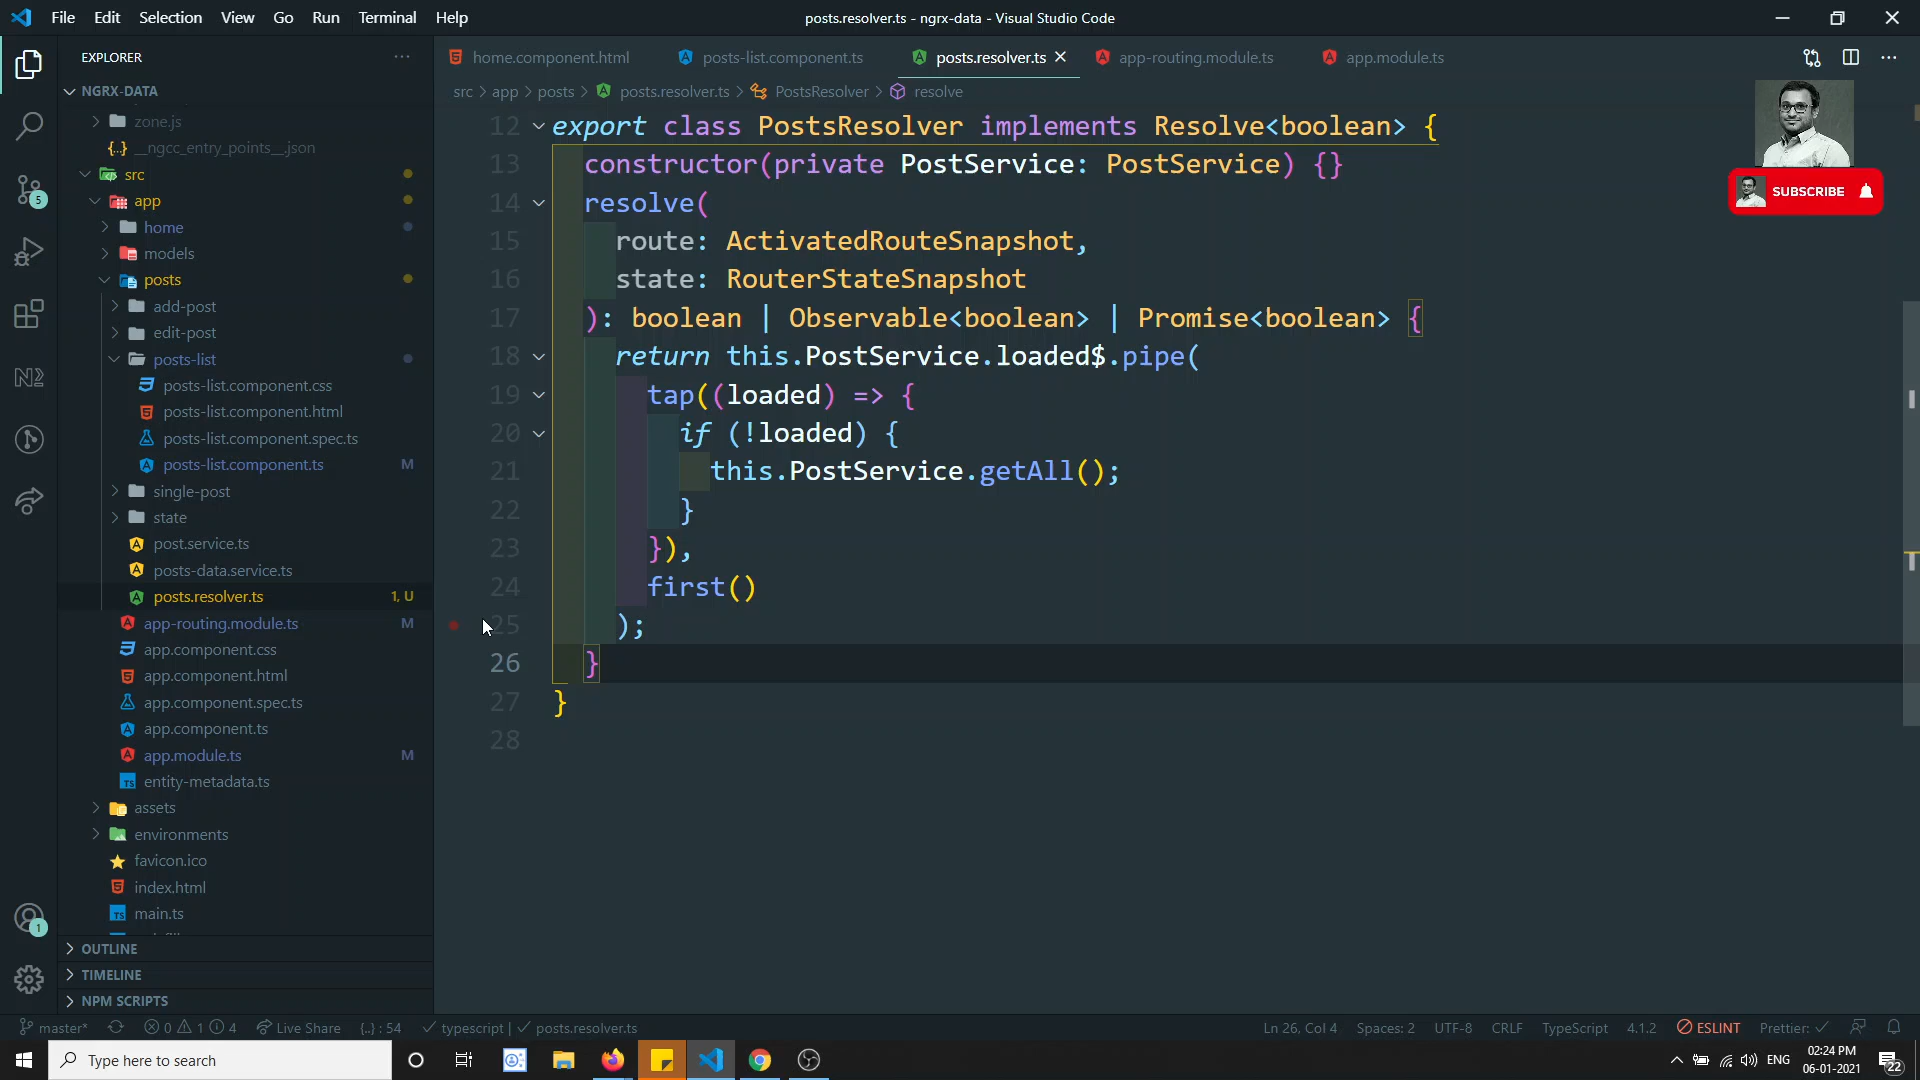 File Edit Selection View Go Run Terminal Help
posts.resolver.ts - ngrx-data - Visual Studio Code
EXPLORER
NGRX-DATA
zone.js
__ngcc_entry_points__.json
src
app
home
models
posts
add-post
edit-post
posts-list
posts-list.component.css
posts-list.component.html
posts-list.component.spec.ts
posts-list.component.ts M
single-post
state
post.service.ts
posts-data.service.ts
posts.resolver.ts 1, U
app-routing.module.ts M
app.component.css
app.component.html
app.component.spec.ts
app.component.ts
app.module.ts M
entity-metadata.ts
assets
environments
favicon.ico
index.html
main.ts
OUTLINE
TIMELINE
NPM SCRIPTS
5
1
home.component.html posts-list.component.ts posts.resolver.ts app-routing.module.ts app.module.ts
src > app > posts > posts.resolver.ts > PostsResolver > resolve
12 export class PostsResolver implements Resolve<boolean> {
13 constructor(private PostService: PostService) {}
14 resolve(
15 route: ActivatedRouteSnapshot,
16 state: RouterStateSnapshot
17 ): boolean | Observable<boolean> | Promise<boolean> {
18 return this.PostService.loaded$.pipe(
19 tap((loaded) => {
20 if (!loaded) {
21 this.PostService.getAll();
22 }
23 }),
24 first()
25 );
26 }
27 }
28
SUBSCRIBE
master* 0 1 4 Live Share {..} : 54 typescript | posts.resolver.ts
Ln 26, Col 4 Spaces: 2 UTF-8 CRLF TypeScript 4.1.2 ESLINT Prettier:
Type here to search
ENG
02:24 PM
06-01-2021
22